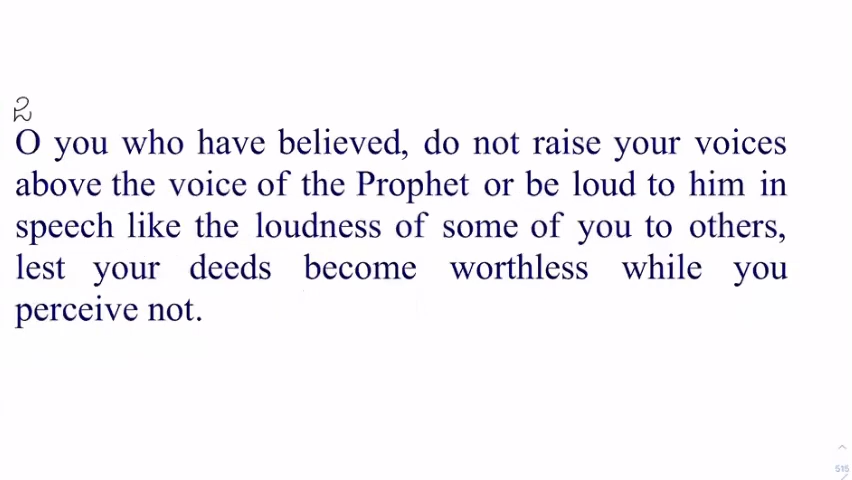 2
O you who have believed, do not raise your voices
above the voice of the Prophet or be loud to him in
speech like the loudness of some of you to others,
lest your deeds become worthless while you
perceive not.
515